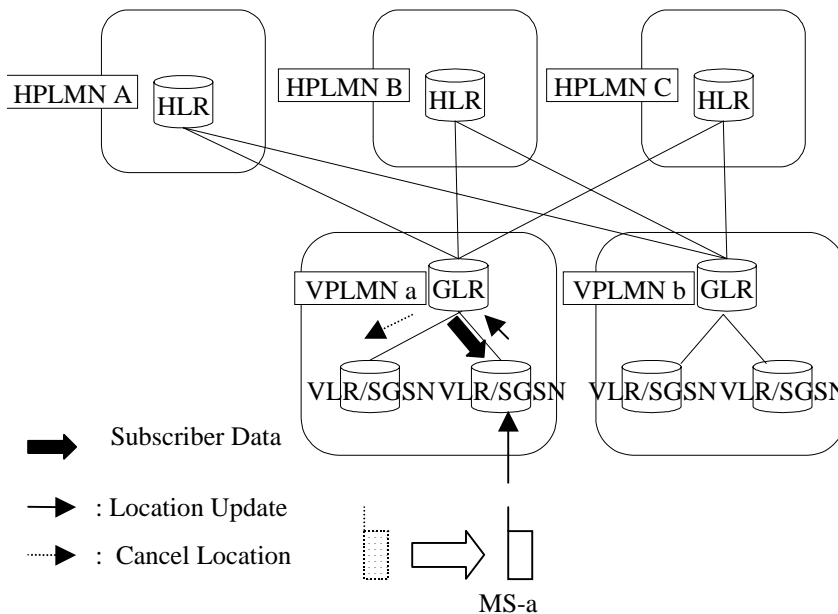 HPLMN A
HLR
HPLMN B
HLR
HPLMN C
HLR
VPLMN a
GLR
VPLMN b
GLR
VLR/SGSN
VLR/SGSN
VLR/SGSN
VLR/SGSN
Subscriber Data
: Location Update
: Cancel Location
MS-a